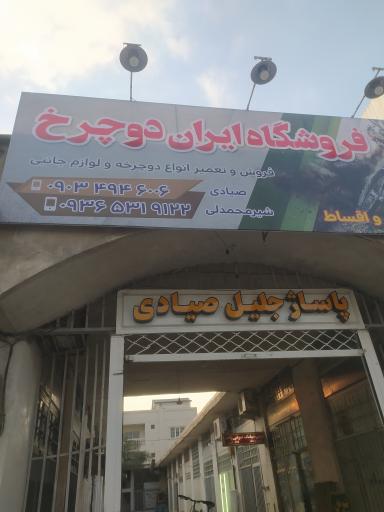 فروشگاه ایران دوچرخ
فروش و تعمیر انواع دوچرخه و لوازم جانبی
صیادی ۰۹۰۳ ۴۹۴ ۶۰۰۶
شیرمحمدلی ۰۹۳۶ ۵۳۱ ۹۱۲۲
و اقساط
پاساژ جلیل صیادی